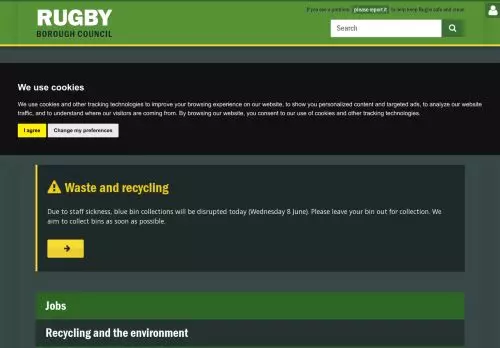 RUGBY
BOROUGH COUNCIL
If you see a problem, please report it to help keep Rugby safe and clean
Search
We use cookies
We use cookies and other tracking technologies to improve your browsing experience on our website, to show you personalized content and targeted ads, to analyze our website
traffic, and to understand where our visitors are coming from. By browsing our website, you consent to our use of cookies and other tracking technologies.
I agree
Change my preferences
Waste and recycling
Due to staff sickness, blue bin collections will be disrupted today (Wednesday 8 June). Please leave your bin out for collection. We
aim to collect bins as soon as possible.
Jobs
Recycling and the environment